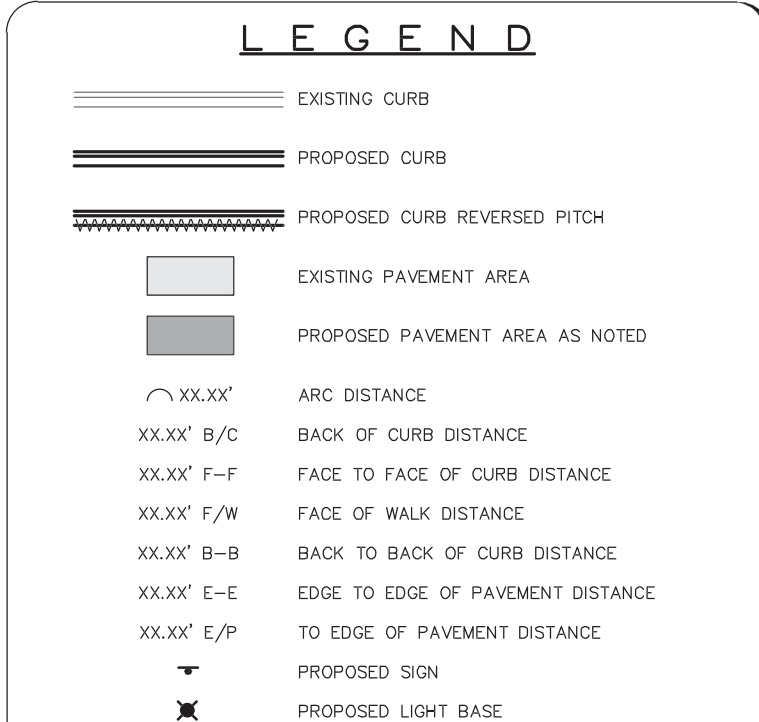 LEGEND
EXISTING CURB
PROPOSED CURB
PROPOSED CURB REVERSED PITCH
EXISTING PAVEMENT AREA
PROPOSED PAVEMENT AREA AS NOTED
XX.XX' ARC DISTANCE
XX.XX' B/C BACK OF CURB DISTANCE
XX.XX' F-F FACE TO FACE OF CURB DISTANCE
XX.XX' F/W FACE OF WALK DISTANCE
XX.XX' B-B BACK TO BACK OF CURB DISTANCE
XX.XX' E-E EDGE TO EDGE OF PAVEMENT DISTANCE
XX.XX' E/P TO EDGE OF PAVEMENT DISTANCE
PROPOSED SIGN
PROPOSED LIGHT BASE